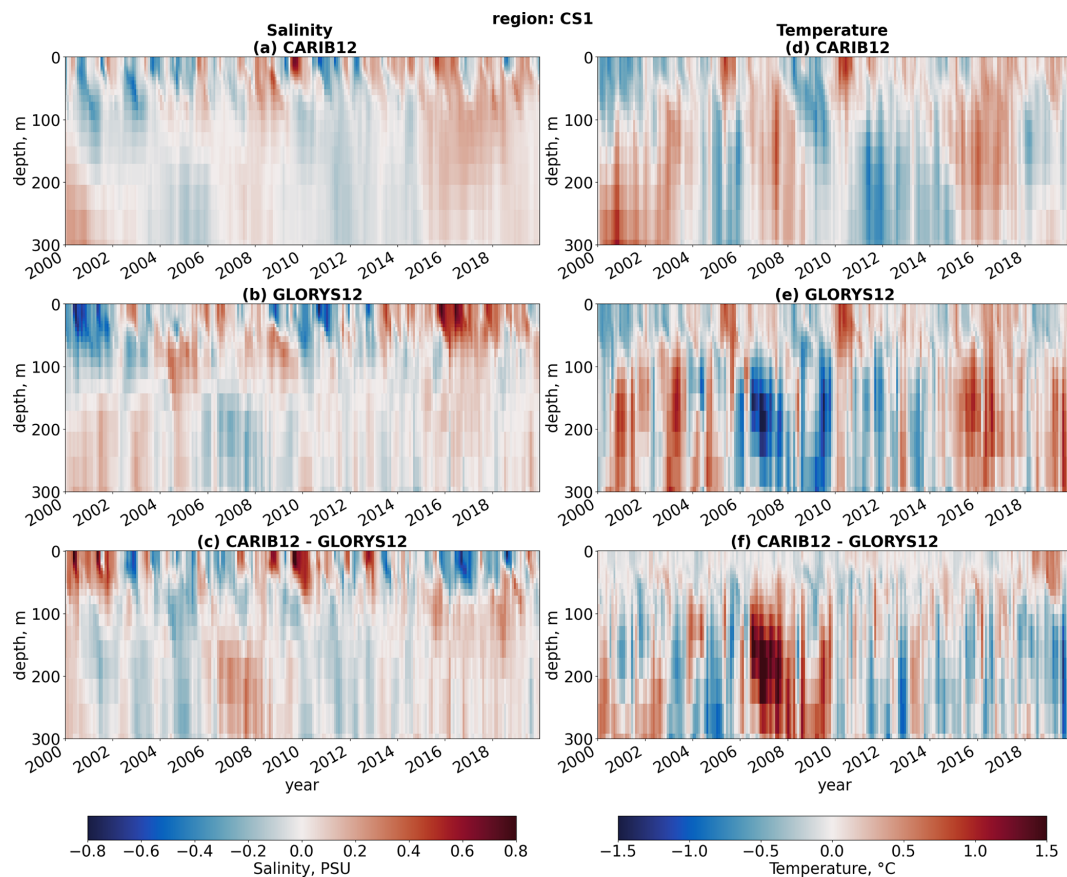 region: CS1
Salinity
(a) CARIB12
0
100
200
300
depth, m
2000 2002 2004 2006 2008 2010 2012 2014 2016 2018
Temperature
(d) CARIB12
0
100
200
300
depth, m
2000 2002 2004 2006 2008 2010 2012 2014 2016 2018
(b) GLORYS12
0
100
200
300
depth, m
2000 2002 2004 2006 2008 2010 2012 2014 2016 2018
(e) GLORYS12
0
100
200
300
depth, m
2000 2002 2004 2006 2008 2010 2012 2014 2016 2018
(c) CARIB12 - GLORYS12
0
100
200
300
depth, m
2000 2002 2004 2006 2008 2010 2012 2014 2016 2018
year
(f) CARIB12 - GLORYS12
0
100
200
300
depth, m
2000 2002 2004 2006 2008 2010 2012 2014 2016 2018
year
−0.8 −0.6 −0.4 −0.2 0.0 0.2 0.4 0.6 0.8
Salinity, PSU
−1.5 −1.0 −0.5 0.0 0.5 1.0 1.5
Temperature, °C